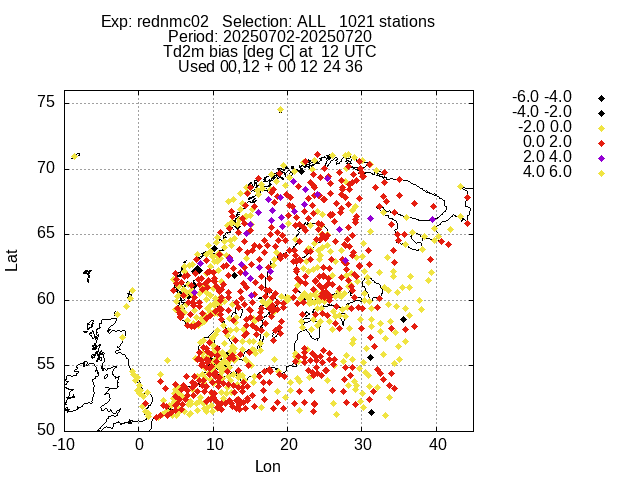 Exp: rednmc02 Selection: ALL 1021 stations
Period: 20250702-20250720
Td2m bias [deg C] at 12 UTC
Used 00,12 + 00 12 24 36
-6.0 -4.0
-4.0 -2.0
-2.0 0.0
0.0 2.0
2.0 4.0
4.0 6.0
75
70
65
60
55
50
Lat
-10 0 10 20 30 40
Lon